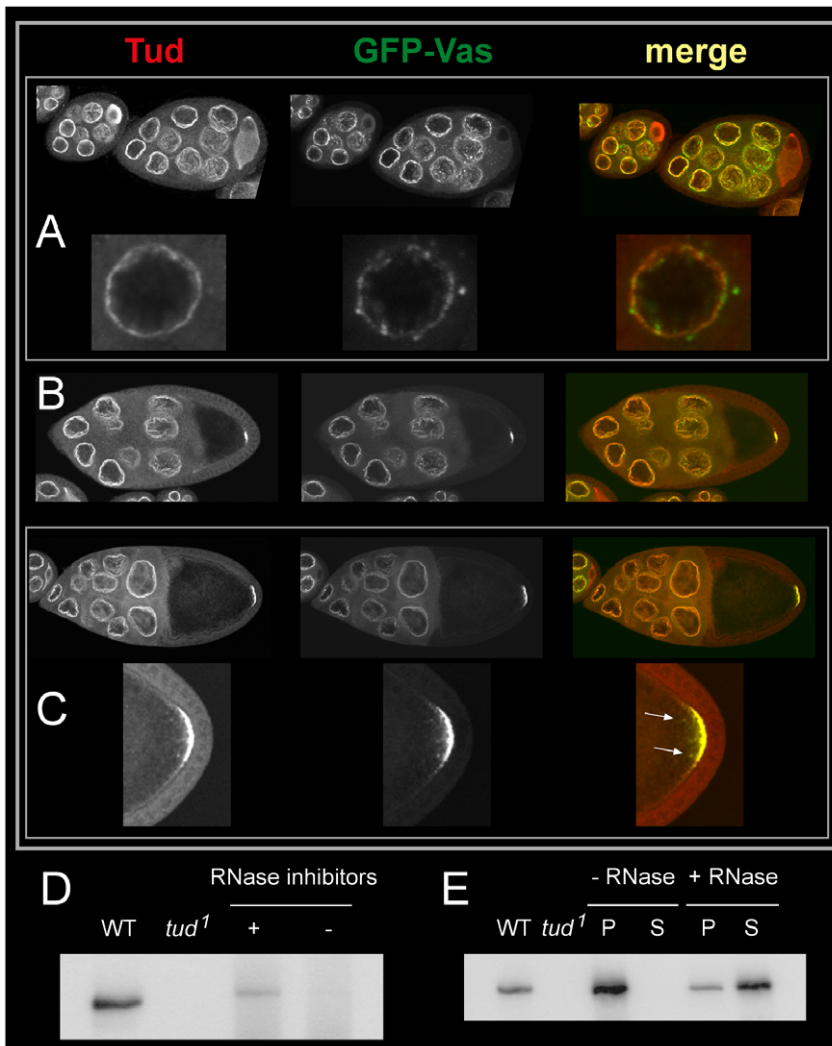 Tud GFP-Vas merge
A
B
C
D
RNase inhibitors
WT tud¹ + -
E
- RNase + RNase
WT tud¹ P S P S